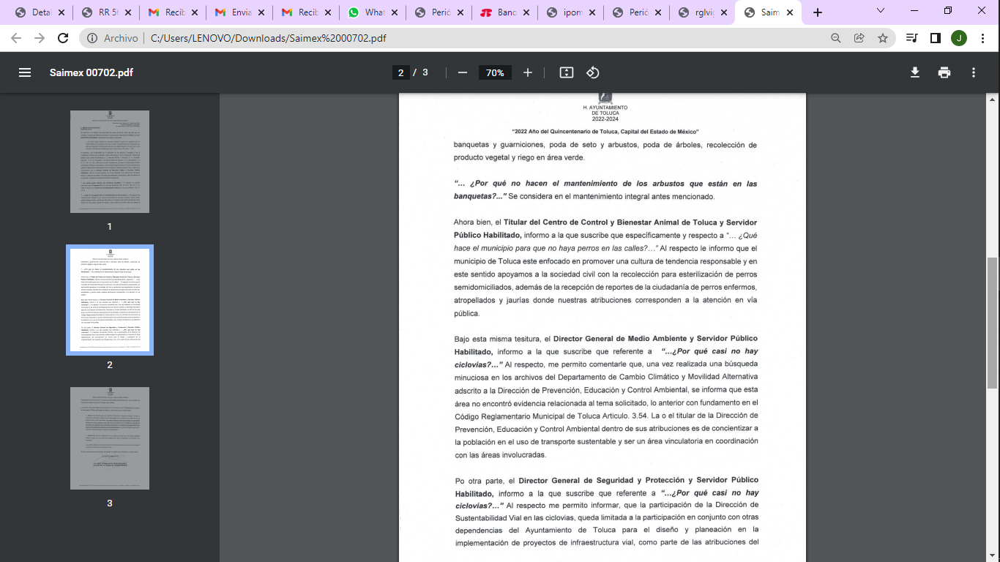 Detal
RR 56
Recib
Envia
Recib
What
Perió
Banc
ipom
Perió
rglvig
Saim
Archivo C:/Users/LENOVO/Downloads/Saimex%2000702.pdf
J
Saimex 00702.pdf
2 / 3
70%
1
2
3
H. AYUNTAMIENTO
DE TOLUCA
2022-2024
"2022 Año del Quincentenario de Toluca, Capital del Estado de México"
banquetas y guarniciones, poda de seto y arbustos, poda de árboles, recolección de
producto vegetal y riego en área verde.
"... ¿Por qué no hacen el mantenimiento de los arbustos que están en las
banquetas?..." Se considera en el mantenimiento integral antes mencionado.
Ahora bien, el Titular del Centro de Control y Bienestar Animal de Toluca y Servidor
Público Habilitado, informo a la que suscribe que específicamente y respecto a "... ¿Qué
hace el municipio para que no haya perros en las calles?..." Al respecto le informo que el
municipio de Toluca este enfocado en promover una cultura de tendencia responsable y en
este sentido apoyamos a la sociedad civil con la recolección para esterilización de perros
semidomiciliados, además de la recepción de reportes de la ciudadanía de perros enfermos,
atropellados y jaurías donde nuestras atribuciones corresponden a la atención en vía
pública.
Bajo esta misma tesitura, el Director General de Medio Ambiente y Servidor Público
Habilitado, informo a la que suscribe que referente a "...¿Por qué casi no hay
ciclovías?..." Al respecto, me permito comentarle que, una vez realizada una búsqueda
minuciosa en los archivos del Departamento de Cambio Climático y Movilidad Alternativa
adscrito a la Dirección de Prevención, Educación y Control Ambiental, se informa que esta
área no encontró evidencia relacionada al tema solicitado, lo anterior con fundamento en el
Código Reglamentario Municipal de Toluca Articulo. 3.54. La o el titular de la Dirección de
Prevención, Educación y Control Ambiental dentro de sus atribuciones es de concientizar a
la población en el uso de transporte sustentable y ser un área vinculatoria en coordinación
con las áreas involucradas.
Po otra parte, el Director General de Seguridad y Protección y Servidor Público
Habilitado, informo a la que suscribe que referente a "...¿Por qué casi no hay
ciclovías?..." Al respecto me permito informar, que la participación de la Dirección de
Sustentabilidad Vial en las ciclovias, queda limitada a la participación en conjunto con otras
dependencias del Ayuntamiento de Toluca para el diseño y planeación en la
implementación de proyectos de infraestructura vial, como parte de las atribuciones del